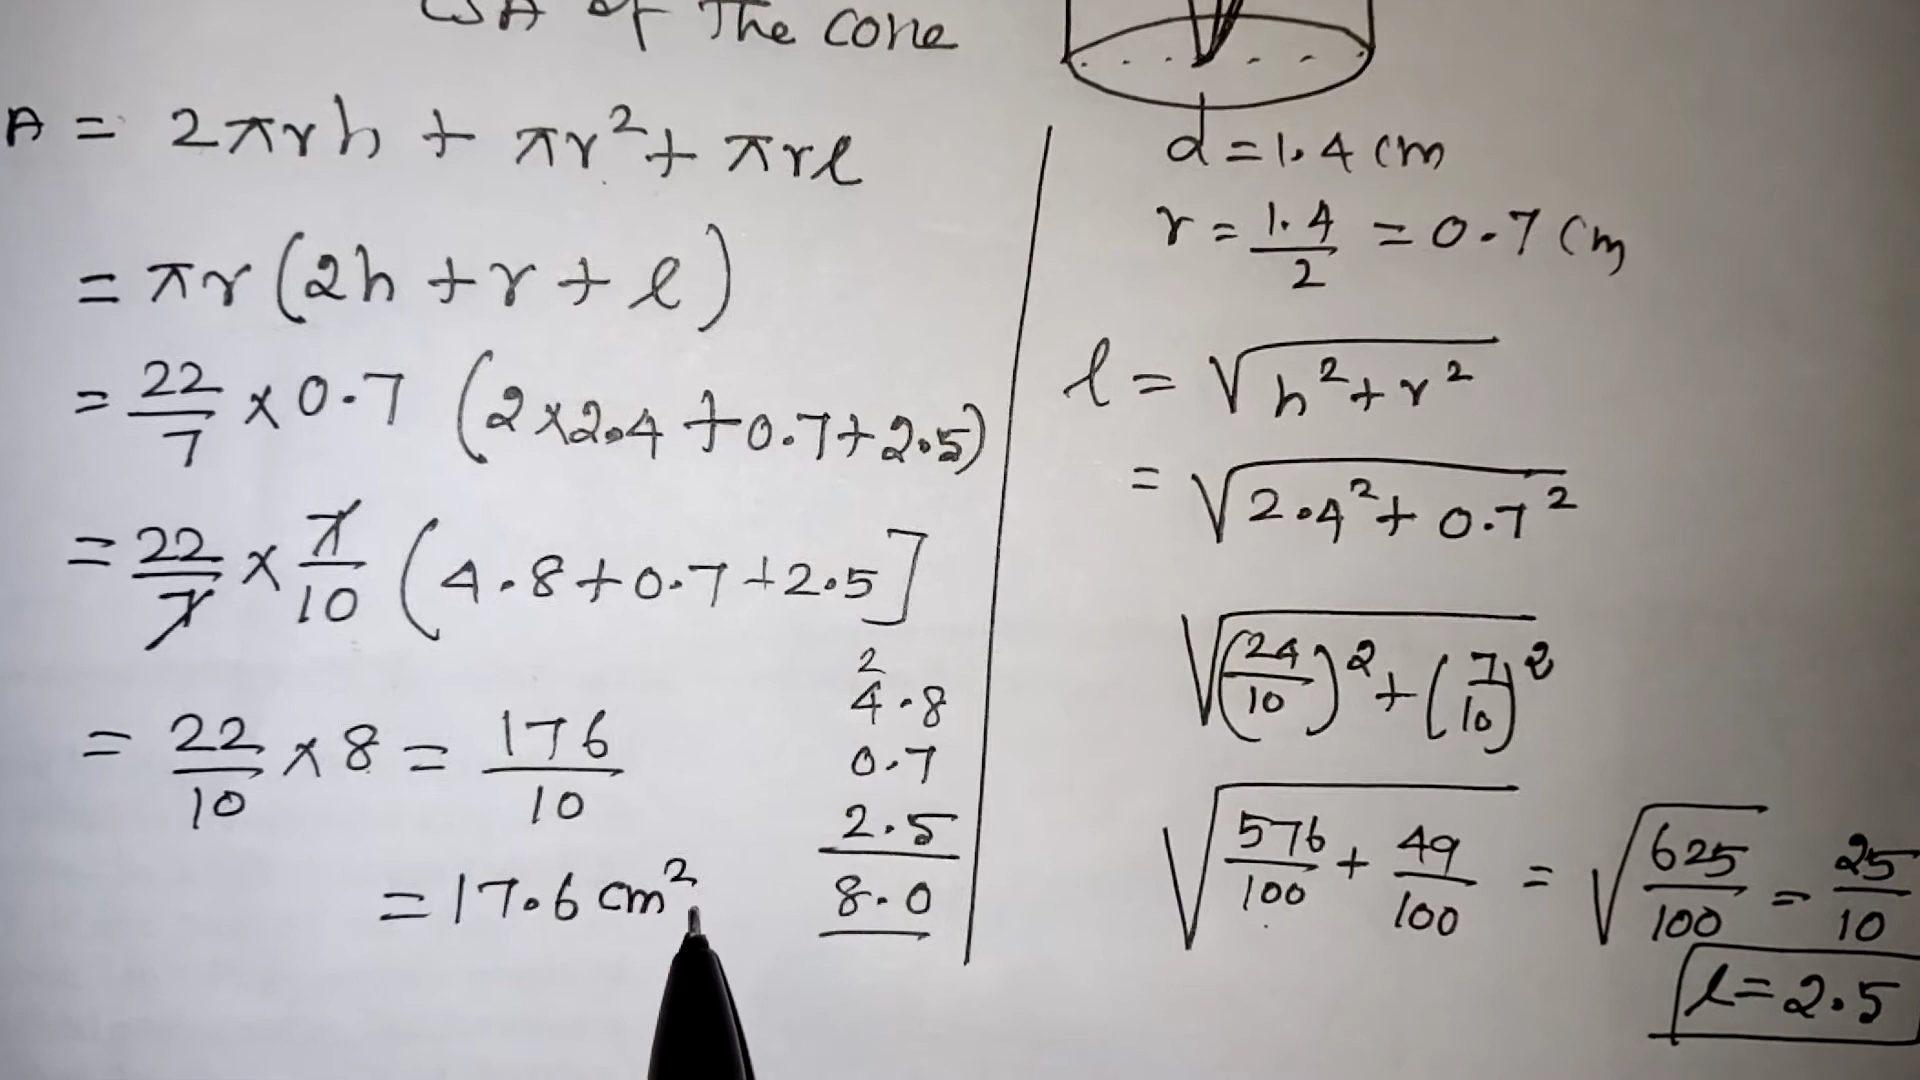 CSA of The cone
A = 2πrh + πr² + πrl
= πr (2h + r + l)
= 22/7 × 0.7 (2×2.4 + 0.7 + 2.5)
= 22/7 × 7/10 (4.8 + 0.7 + 2.5]
= 22/10 × 8 = 176/10
= 17.6 cm²
2
4.8
0.7
2.5
8.0
d = 1.4 cm
r = 1.4/2 = 0.7 cm
l = √(h² + r²)
= √(2.4² + 0.7²)
√((24/10)² + (7/10)²)
√(576/100 + 49/100) = √(625/100) = 25/10
l = 2.5